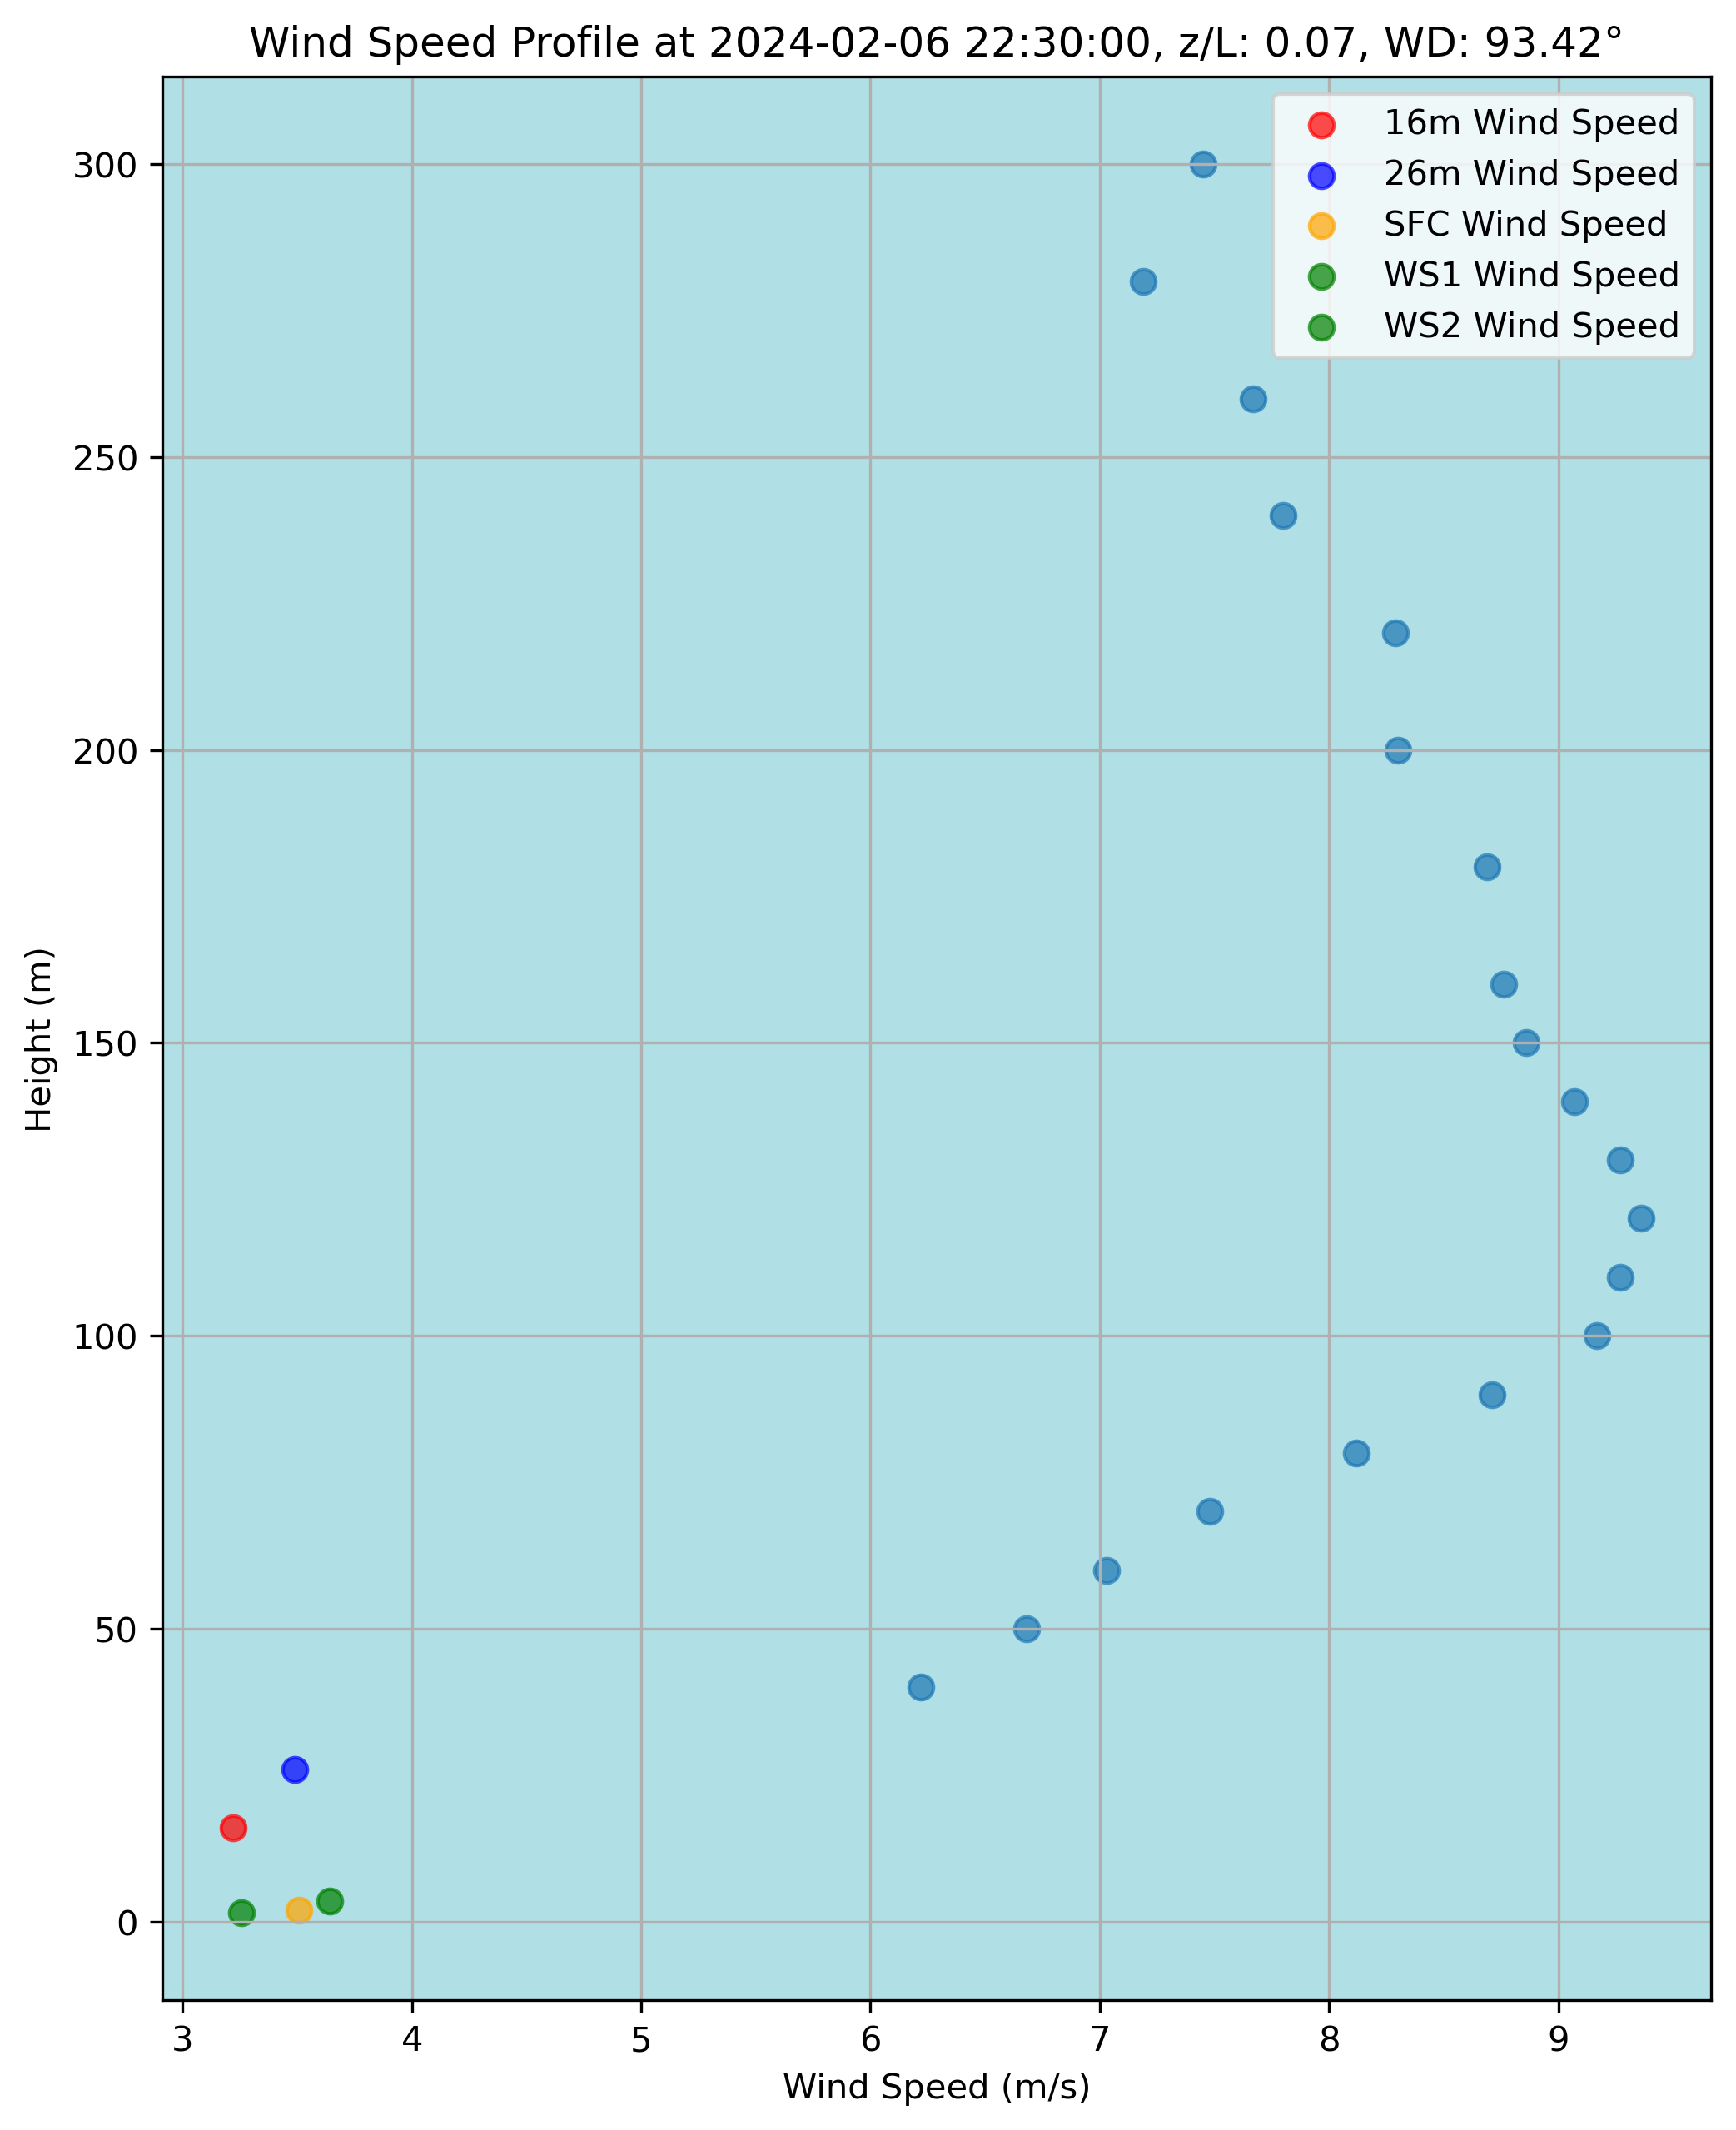 Wind Speed Profile at 2024-02-06 22:30:00, z/L: 0.07, WD: 93.42°
16m Wind Speed
26m Wind Speed
SFC Wind Speed
WS1 Wind Speed
WS2 Wind Speed
300
250
200
150
100
50
0
Height (m)
3 4 5 6 7 8 9
Wind Speed (m/s)